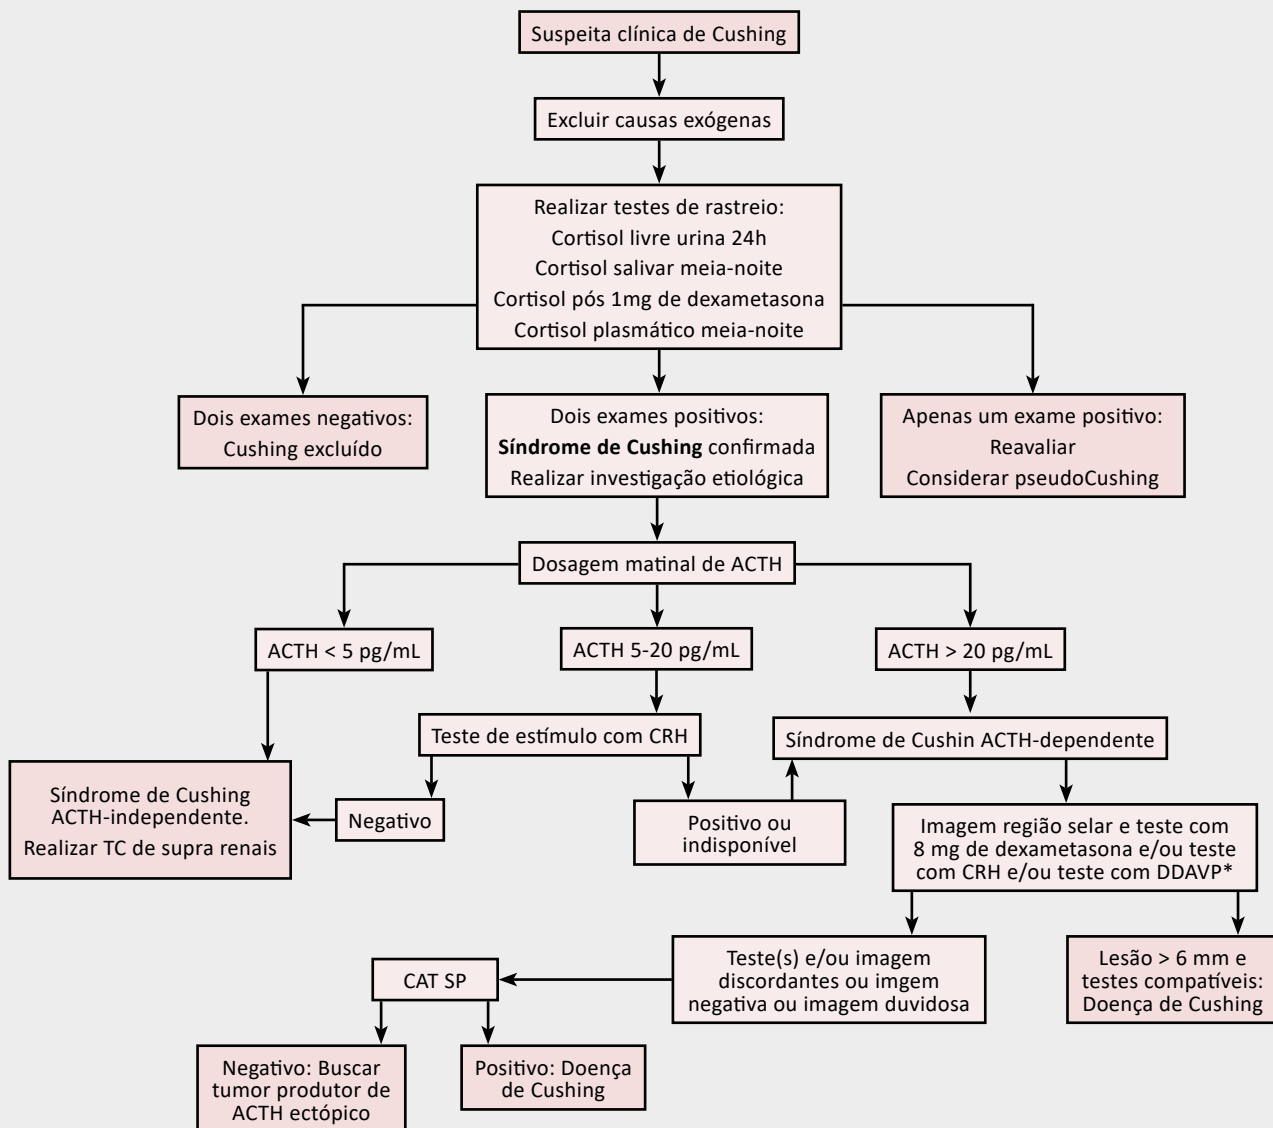 Suspeita clínica de Cushing
Excluir causas exógenas
Realizar testes de rastreio:
Cortisol livre urina 24h
Cortisol salivar meia-noite
Cortisol pós 1mg de dexametasona
Cortisol plasmático meia-noite
Dois exames negativos:
Cushing excluído
Dois exames positivos:
Síndrome de Cushing confirmada
Realizar investigação etiológica
Apenas um exame positivo:
Reavaliar
Considerar pseudoCushing
Dosagem matinal de ACTH
ACTH < 5 pg/mL
ACTH 5-20 pg/mL
ACTH > 20 pg/mL
Teste de estímulo com CRH
Síndrome de Cushin ACTH-dependente
Síndrome de Cushing
ACTH-independente.
Realizar TC de supra renais
Negativo
Positivo ou
indisponível
Imagem região selar e teste com
8 mg de dexametasona e/ou teste
com CRH e/ou teste com DDAVP*
Teste(s) e/ou imagem
discordantes ou imgem
negativa ou imagem duvidosa
Lesão > 6 mm e
testes compatíveis:
Doença de Cushing
CAT SP
Negativo: Buscar
tumor produtor de
ACTH ectópico
Positivo: Doença
de Cushing